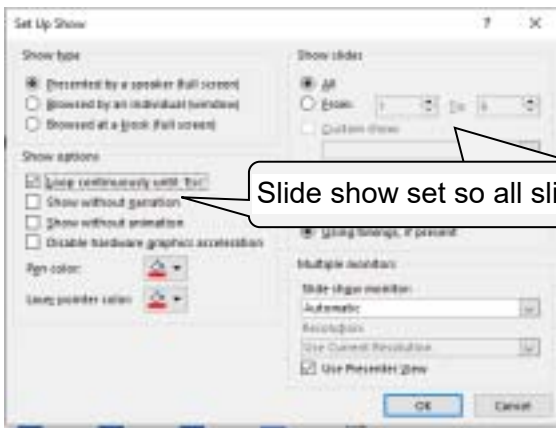 Set Up Show
? ×
Show type
Presented by a speaker (full screen)
Browsed by an individual (window)
Browsed at a kiosk (full screen)
Show options
Loop continuously until 'Esc'
Show without narration
Show without animation
Disable hardware graphics acceleration
Pen color:
Laser pointer color:
Show slides
All
From: 1 To:
Custom show:
Slide show set so all sli
Using timings, if present
Multiple monitors
Slide show monitor:
Automatic
Resolution:
Use Current Resolution
Use Presenter View
OK Cancel